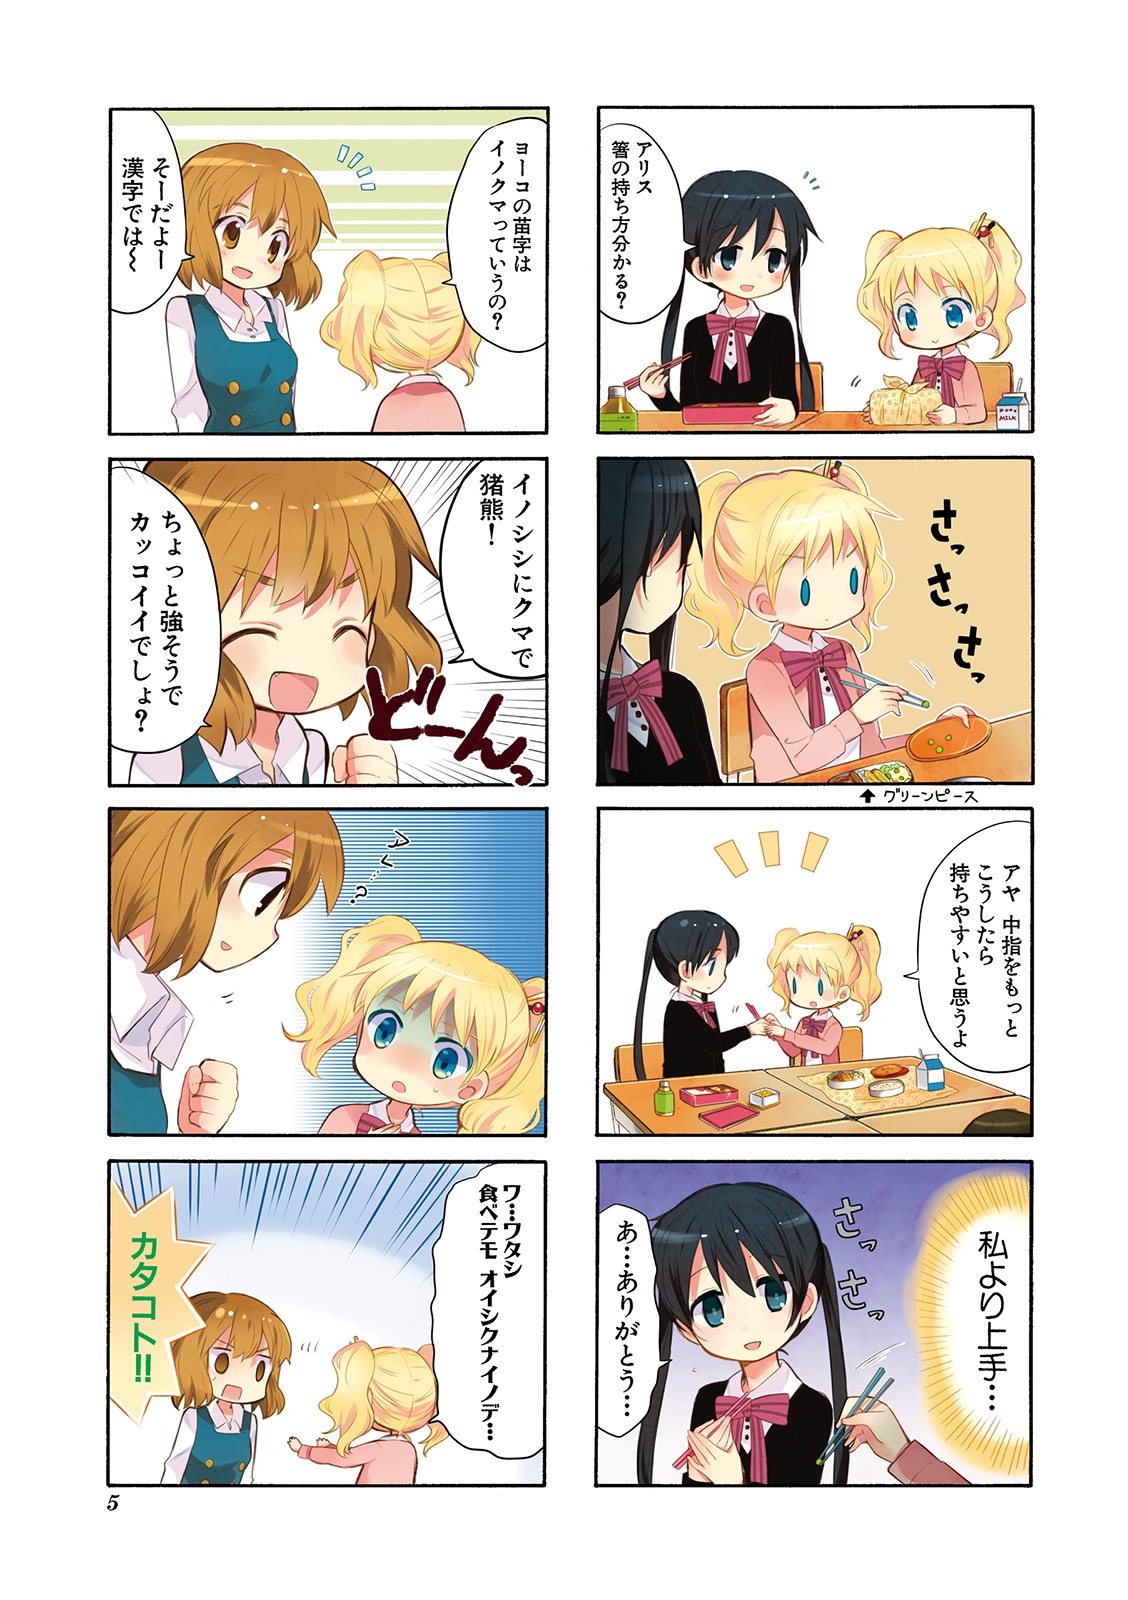 アリス
箸の持ち方分かる?
MILK
さっ
さっ
さっ
↑ グリーンピース
アヤ 中指をもっと
こうしたら
持ちやすいと思うよ
私より上手…
さっ
さっ
あ…ありがとう…
ヨーコの苗字は
イノクマっていうの?
そーだよー
漢字では〜
イノシシにクマで
猪熊!
どーんっ
ちょっと強そうで
カッコイイでしょ?
アレ…?
ワ…ワタシ
食べテモ オイシクナイノデ…
カタコト!!
5